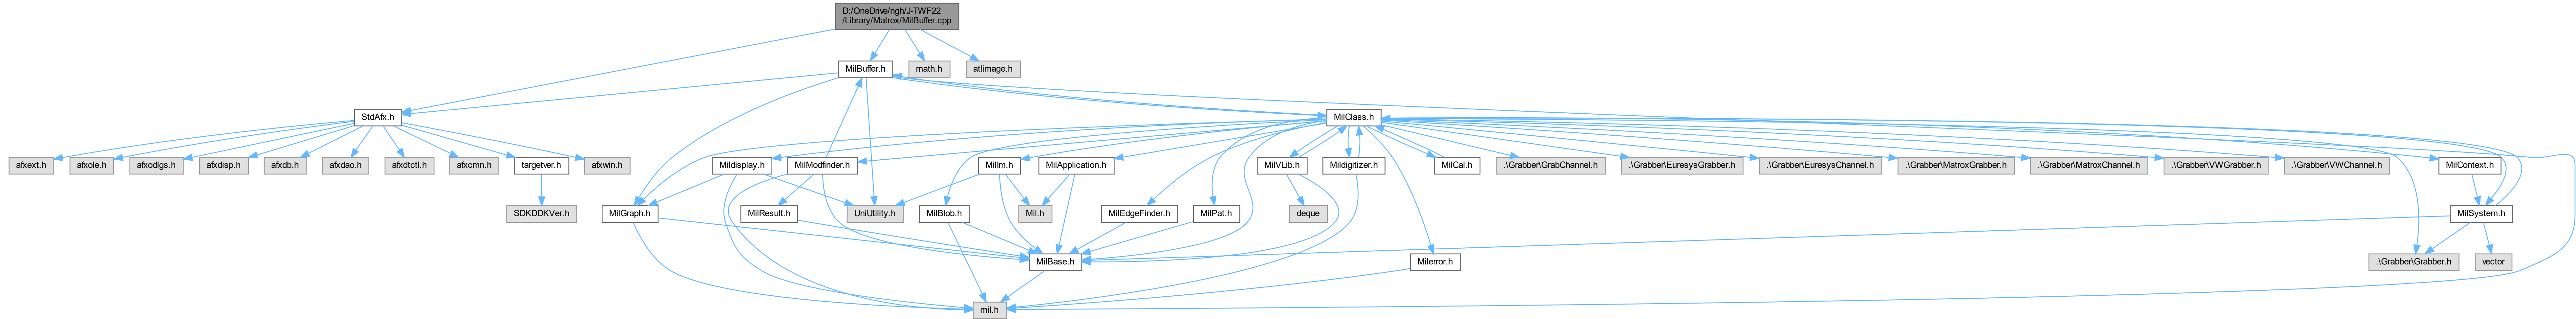 D:/OneDrive/ngh/J-TWF22
/Library/Matrox/MilBuffer.cpp
MilBuffer.h
math.h
atlimage.h
StdAfx.h
MilClass.h
afxext.h
afxole.h
afxodlgs.h
afxdisp.h
afxdb.h
afxdao.h
afxdtctl.h
afxcmn.h
targetver.h
afxwin.h
Mildisplay.h
MilModfinder.h
MilIm.h
MilApplication.h
MilVLib.h
Mildigitizer.h
MilCal.h
.\Grabber\GrabChannel.h
.\Grabber\EuresysGrabber.h
.\Grabber\EuresysChannel.h
.\Grabber\MatroxGrabber.h
.\Grabber\MatroxChannel.h
.\Grabber\VWGrabber.h
.\Grabber\VWChannel.h
MilContext.h
SDKDDKVer.h
MilGraph.h
MilResult.h
UniUtility.h
MilBlob.h
Mil.h
MilEdgeFinder.h
MilPat.h
deque
MilSystem.h
MilBase.h
Milerror.h
.\Grabber\Grabber.h
vector
mil.h